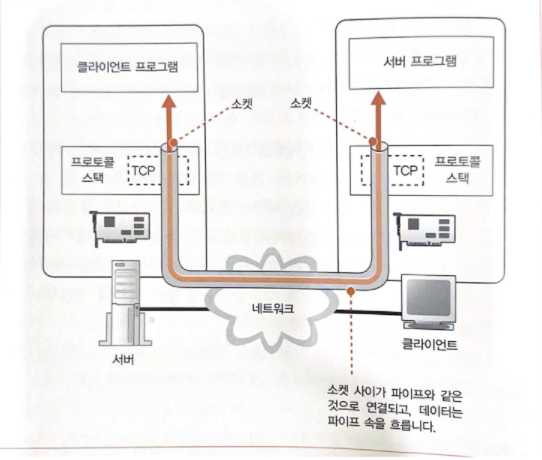 클라이언트 프로그램
서버 프로그램
소켓
소켓
프로토콜
스택
TCP
TCP
프로토콜
스택
네트워크
서버
클라이언트
소켓 사이가 파이프와 같은
것으로 연결되고, 데이터는
파이프 속을 흐릅니다.